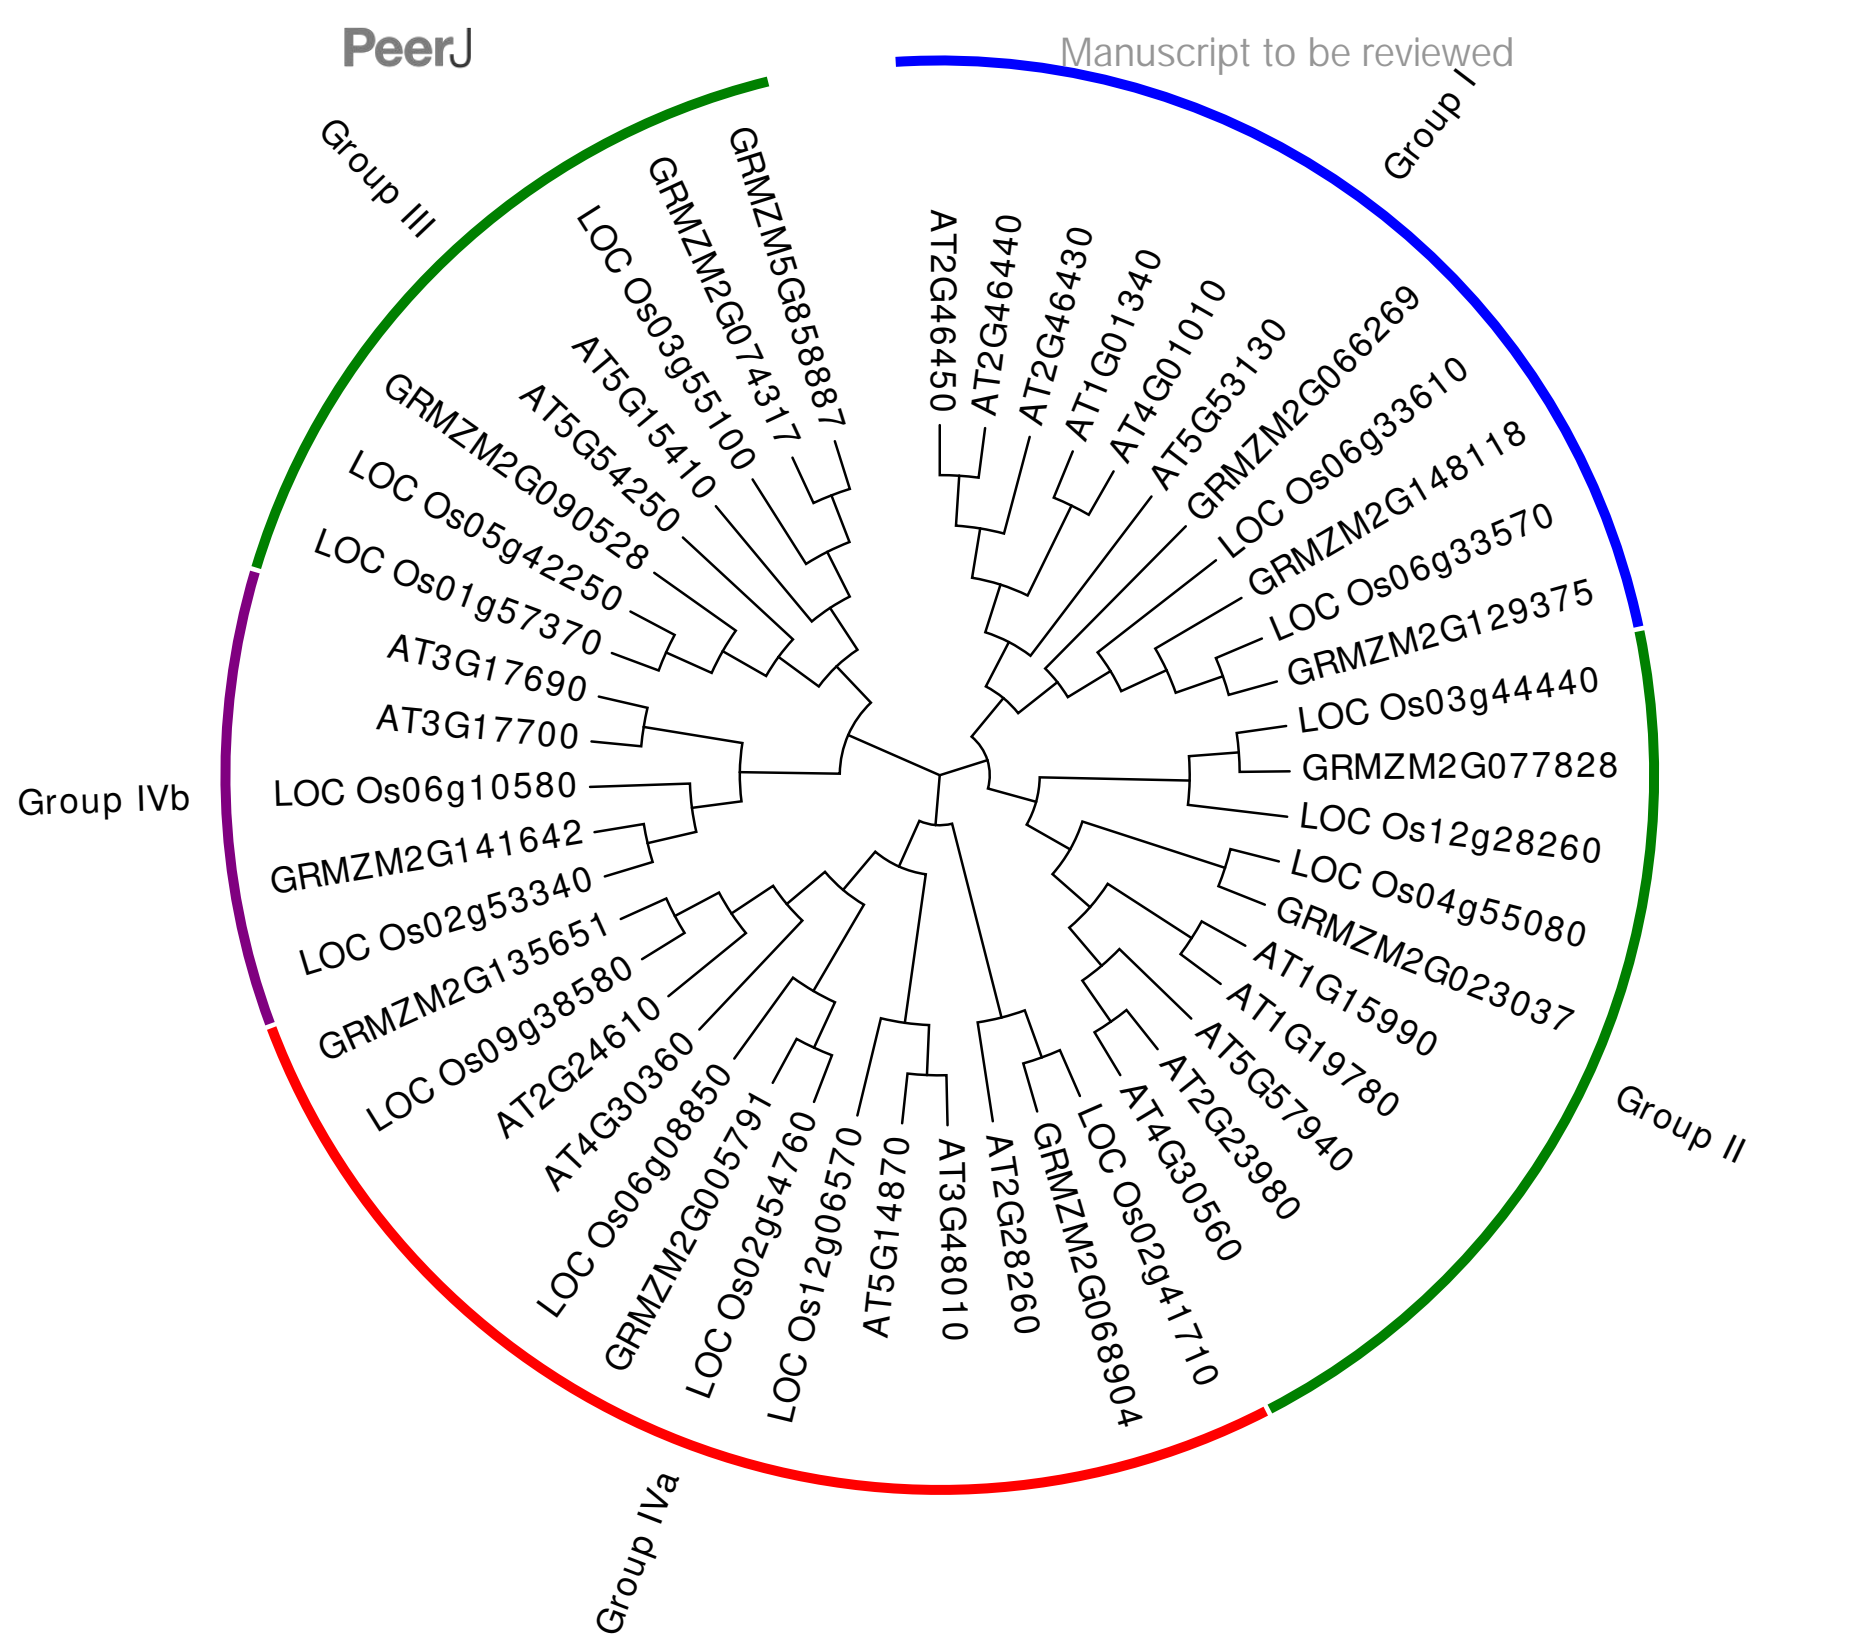 PeerJ
Manuscript to be reviewed
Group I
AT2G46450
AT2G46440
AT2G46430
AT1G01340
AT4G01010
AT5G53130
GRMZM2G066269
LOC Os06g33610
GRMZM2G148118
LOC Os06g33570
GRMZM2G129375
LOC Os03g44440
GRMZM2G077828
LOC Os12g28260
LOC Os04g55080
GRMZM2G023037
AT1G15990
AT1G19780
AT5G57940
AT2G23980
AT4G30560
Group II
LOC Os02g41710
GRMZM2G068904
AT2G28260
AT3G48010
AT5G14870
LOC Os12g06570
LOC Os02g54760
GRMZM2G005791
LOC Os06g08850
AT4G30360
AT2G24610
LOC Os09g38580
GRMZM2G135651
Group IVa
LOC Os02g53340
GRMZM2G141642
LOC Os06g10580
AT3G17700
AT3G17690
Group IVb
LOC Os01g57370
LOC Os05g42250
GRMZM2G090528
AT5G54250
AT5G15410
LOC Os03g55100
GRMZM2G074317
GRMZM5G858887
Group III